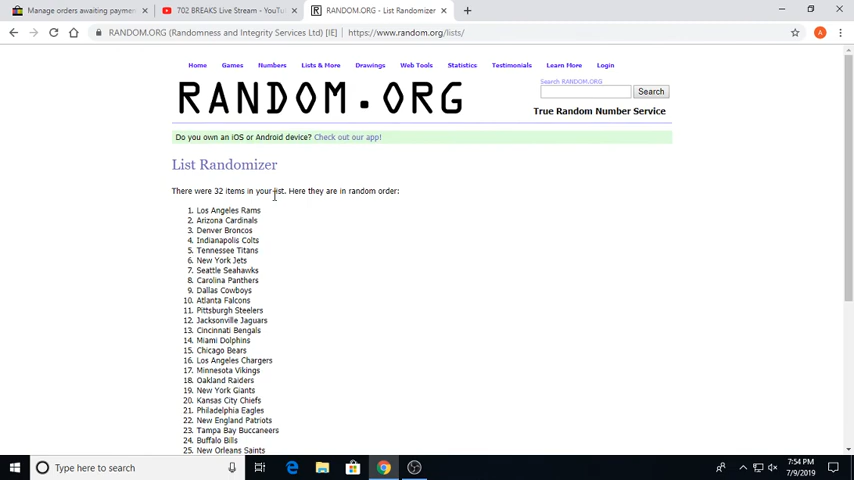 Manage orders awaiting paymen
702 BREAKS Live Stream - YouTu
RANDOM.ORG - List Randomizer
RANDOM.ORG (Randomness and Integrity Services Ltd) [IE] | https://www.random.org/lists/
Home Games Numbers Lists & More Drawings Web Tools Statistics Testimonials Learn More Login
RANDOM.ORG
Search RANDOM.ORG
Search
True Random Number Service
Do you own an iOS or Android device? Check out our app!
List Randomizer
There were 32 items in your list. Here they are in random order:
1. Los Angeles Rams
2. Arizona Cardinals
3. Denver Broncos
4. Indianapolis Colts
5. Tennessee Titans
6. New York Jets
7. Seattle Seahawks
8. Carolina Panthers
9. Dallas Cowboys
10. Atlanta Falcons
11. Pittsburgh Steelers
12. Jacksonville Jaguars
13. Cincinnati Bengals
14. Miami Dolphins
15. Chicago Bears
16. Los Angeles Chargers
17. Minnesota Vikings
18. Oakland Raiders
19. New York Giants
20. Kansas City Chiefs
21. Philadelphia Eagles
22. New England Patriots
23. Tampa Bay Buccaneers
24. Buffalo Bills
25. New Orleans Saints
Type here to search
7:54 PM
7/9/2019